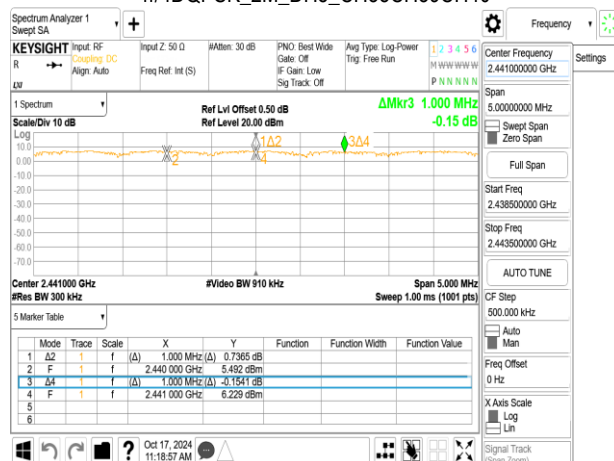 Spectrum Analyzer 1
Swept SA
Frequency
KEYSIGHT
R
LXI
Input: RF
Coupling: DC
Align: Auto
Input Z: 50 Ω
Freq Ref: Int (S)
#Atten: 30 dB
PNO: Best Wide
Gate: Off
IF Gain: Low
Sig Track: Off
Avg Type: Log-Power
Trig: Free Run
1 2 3 4 5 6
M W W W W W
P N N N N N
Center Frequency
2.441000000 GHz
Settings
Span
5.00000000 MHz
Swept Span
Zero Span
Full Span
Start Freq
2.438500000 GHz
Stop Freq
2.443500000 GHz
AUTO TUNE
CF Step
500.000 kHz
Auto
Man
Freq Offset
0 Hz
X Axis Scale
Log
Lin
Signal Track
(Span Zoom)
1 Spectrum
Scale/Div 10 dB
Ref Lvl Offset 0.50 dB
Ref Level 20.00 dBm
ΔMkr3 1.000 MHz
-0.15 dB
Log
10.0
0.00
-10.0
-20.0
-30.0
-40.0
-50.0
-60.0
-70.0
2
1Δ2
4
3Δ4
Center 2.441000 GHz
#Res BW 300 kHz
#Video BW 910 kHz
Span 5.000 MHz
Sweep 1.00 ms (1001 pts)
5 Marker Table
Mode Trace Scale X Y Function Function Width Function Value
1 Δ2 1 f (Δ) 1.000 MHz (Δ) 0.7365 dB
2 F 1 f 2.440 000 GHz 5.492 dBm
3 Δ4 1 f (Δ) 1.000 MHz (Δ) -0.1541 dB
4 F 1 f 2.441 000 GHz 6.229 dBm
5
6
Oct 17, 2024
11:18:57 AM